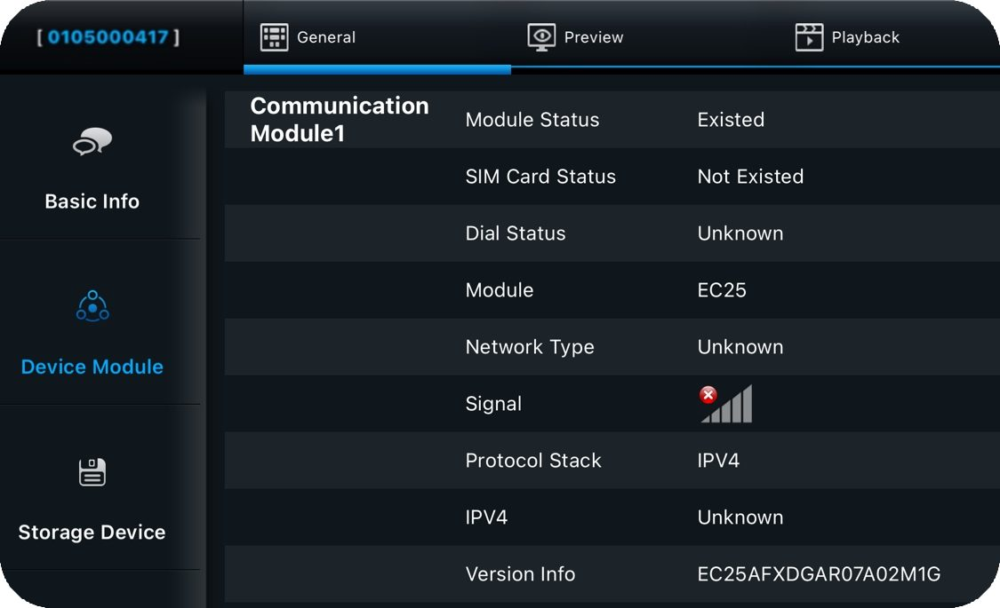 [ 0105000417 ]
General
Preview
Playback
Basic Info
Device Module
Storage Device
Communication
Module1
Module Status Existed
SIM Card Status Not Existed
Dial Status Unknown
Module EC25
Network Type Unknown
Signal
Protocol Stack IPV4
IPV4 Unknown
Version Info EC25AFXDGAR07A02M1G